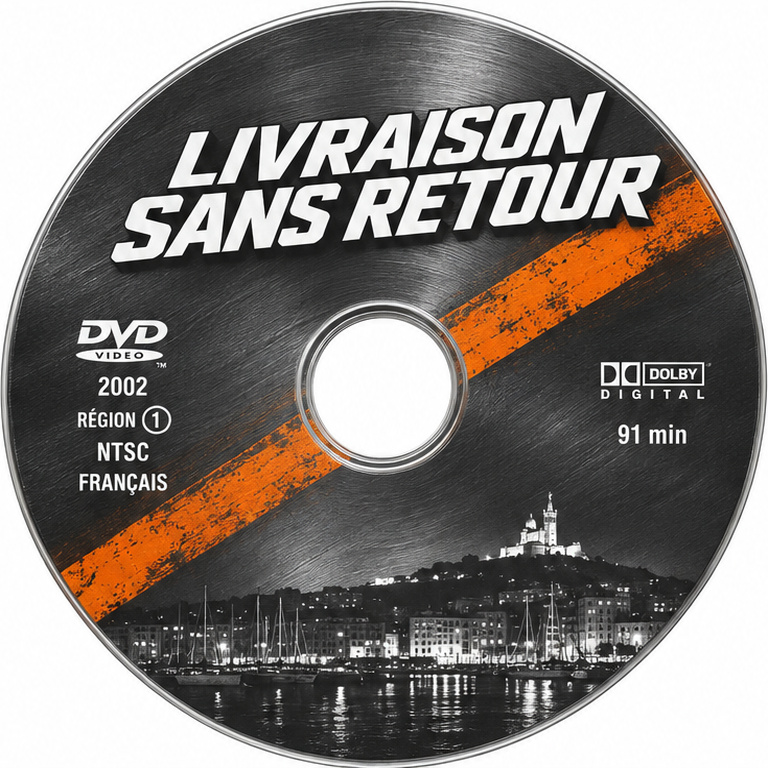 LIVRAISON
SANS RETOUR
DVD
VIDEO
TM
2002
RÉGION 1
NTSC
FRANÇAIS
DOLBY
DIGITAL
91 min